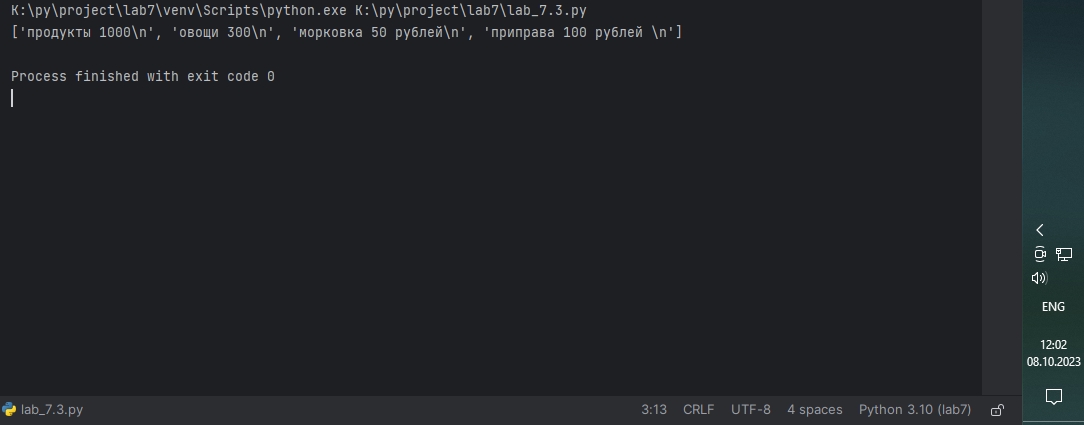 K:\py\project\lab7\venv\Scripts\python.exe K:\py\project\lab7\lab_7.3.py
['продукты 1000\n', 'овощи 300\n', 'морковка 50 рублей\n', 'приправа 100 рублей \n']
Process finished with exit code 0
ENG
12:02
08.10.2023
lab_7.3.py 3:13 CRLF UTF-8 4 spaces Python 3.10 (lab7)